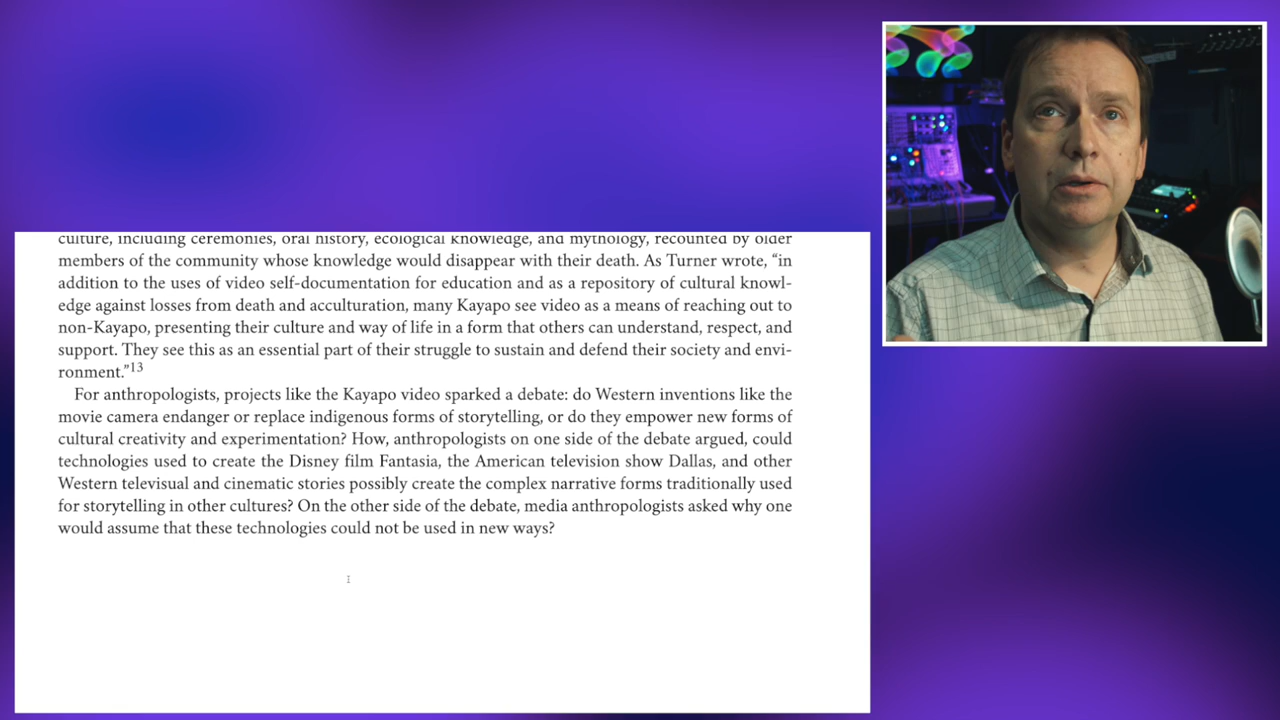 culture, including ceremonies, oral history, ecological knowledge, and mythology, recounted by older
members of the community whose knowledge would disappear with their death. As Turner wrote, “in
addition to the uses of video self-documentation for education and as a repository of cultural knowl-
edge against losses from death and acculturation, many Kayapo see video as a means of reaching out to
non-Kayapo, presenting their culture and way of life in a form that others can understand, respect, and
support. They see this as an essential part of their struggle to sustain and defend their society and envi-
ronment.”13
For anthropologists, projects like the Kayapo video sparked a debate: do Western inventions like the
movie camera endanger or replace indigenous forms of storytelling, or do they empower new forms of
cultural creativity and experimentation? How, anthropologists on one side of the debate argued, could
technologies used to create the Disney film Fantasia, the American television show Dallas, and other
Western televisual and cinematic stories possibly create the complex narrative forms traditionally used
for storytelling in other cultures? On the other side of the debate, media anthropologists asked why one
would assume that these technologies could not be used in new ways?